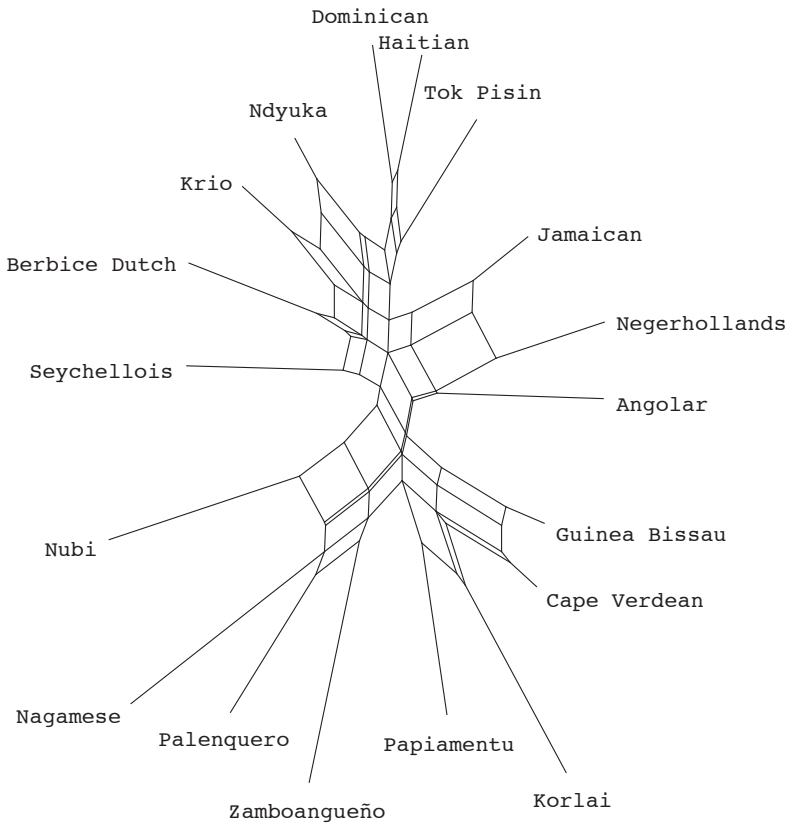 Dominican
Haitian
Tok Pisin
Ndyuka
Krio
Jamaican
Berbice Dutch
Negerhollands
Seychellois
Angolar
Guinea Bissau
Nubi
Cape Verdean
Nagamese
Palenquero
Papiamentu
Korlai
Zamboangueño